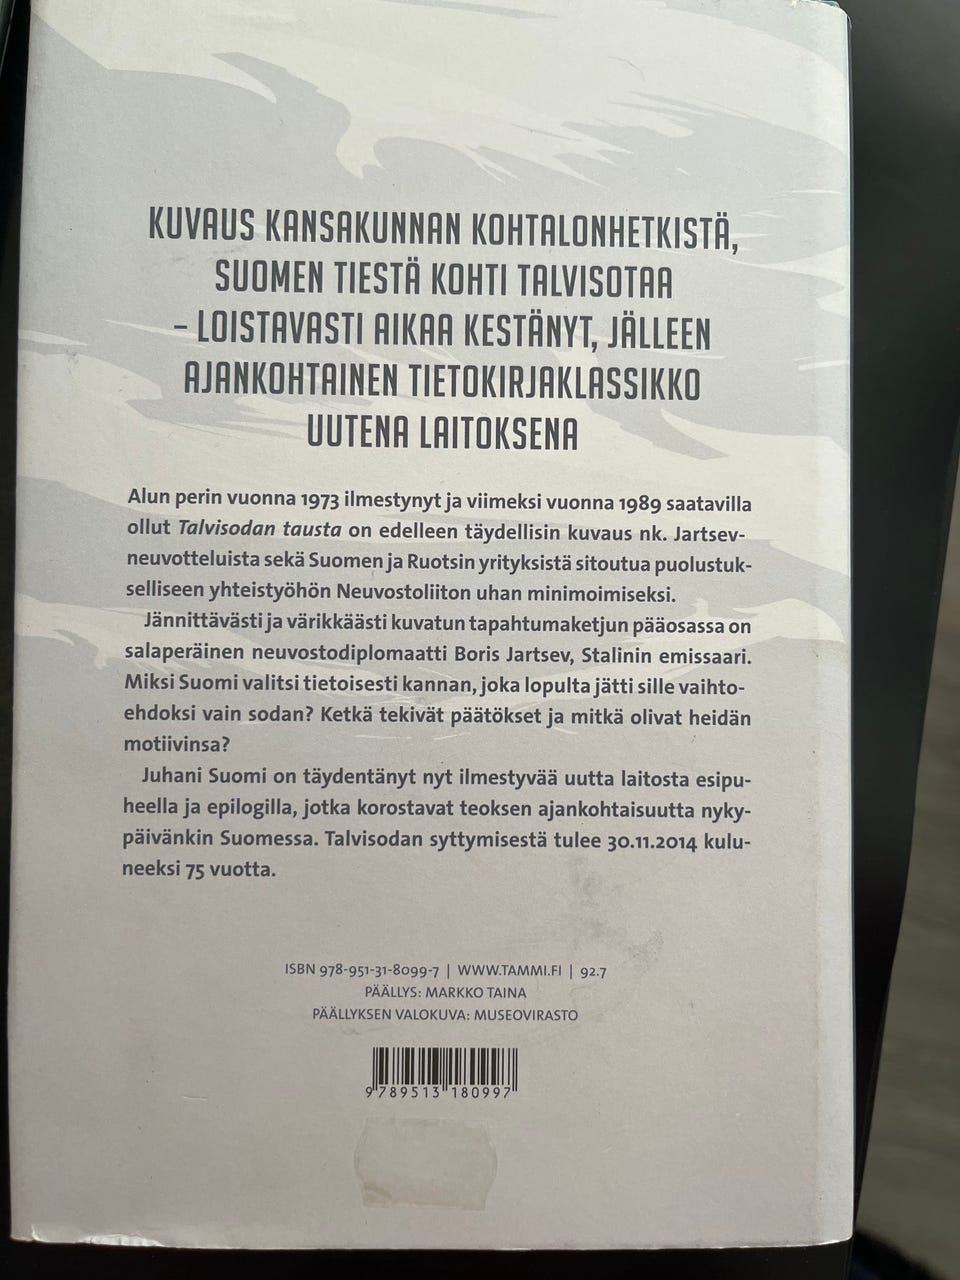 KUVAUS KANSAKUNNAN KOHTALONHETKISTÄ,
SUOMEN TIESTÄ KOHTI TALVISOTAA
– LOISTAVASTI AIKAA KESTÄNYT, JÄLLEEN
AJANKOHTAINEN TIETOKIRJAKLASSIKKO
UUTENA LAITOKSENA
Alun perin vuonna 1973 ilmestynyt ja viimeksi vuonna 1989 saatavilla
ollut Talvisodan tausta on edelleen täydellisin kuvaus nk. Jartsev-
neuvotteluista sekä Suomen ja Ruotsin yrityksistä sitoutua puolustuk-
selliseen yhteistyöhön Neuvostoliiton uhan minimoimiseksi.
Jännittävästi ja värikkäästi kuvatun tapahtumaketjun pääosassa on
salaperäinen neuvostodiplomaatti Boris Jartsev, Stalinin emissaari.
Miksi Suomi valitsi tietoisesti kannan, joka lopulta jätti sille vaihto-
ehdoksi vain sodan? Ketkä tekivät päätökset ja mitkä olivat heidän
motiivinsa?
Juhani Suomi on täydentänyt nyt ilmestyvää uutta laitosta esipu-
heella ja epilogilla, jotka korostavat teoksen ajankohtaisuutta nyky-
päivänkin Suomessa. Talvisodan syttymisestä tulee 30.11.2014 kulu-
neeksi 75 vuotta.
ISBN 978-951-31-8099-7 | WWW.TAMMI.FI | 92.7
PÄÄLLYS: MARKKO TAINA
PÄÄLLYKSEN VALOKUVA: MUSEOVIRASTO
9 789513 180997